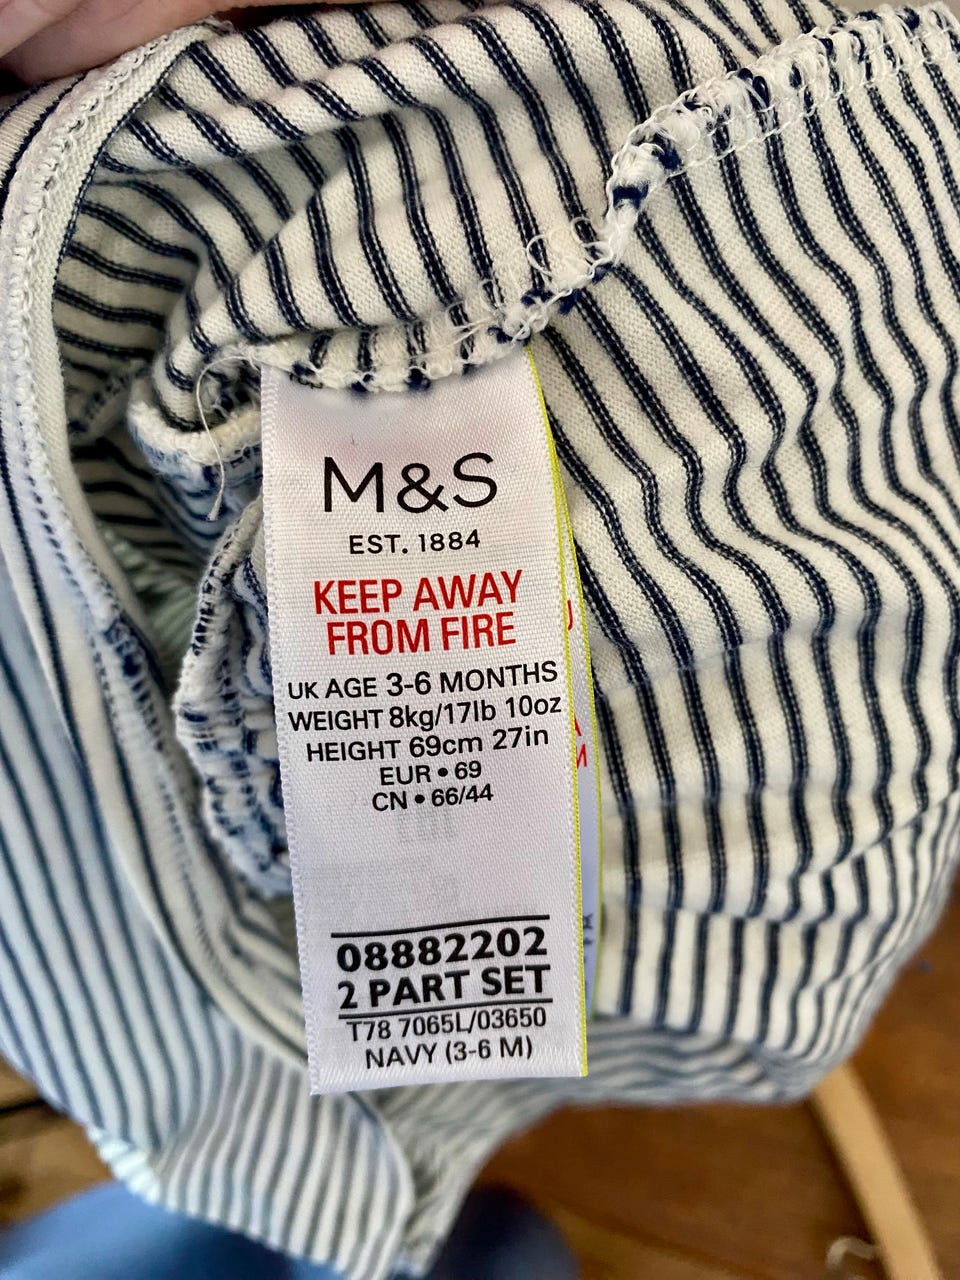 M&S
EST. 1884
KEEP AWAY
FROM FIRE
UK AGE 3-6 MONTHS
WEIGHT 8kg/17lb 10oz
HEIGHT 69cm 27in
EUR • 69
CN • 66/44
08882202
2 PART SET
T78 7065L/03650
NAVY (3-6 M)